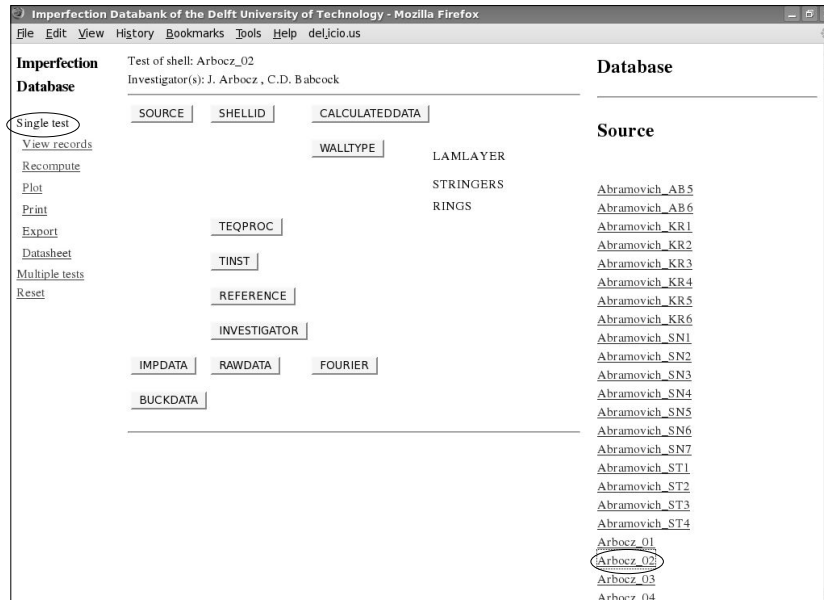 Imperfection Databank of the Delft University of Technology - Mozilla Firefox
File Edit View History Bookmarks Tools Help del.icio.us
Imperfection
Database
Single test
View records
Recompute
Plot
Print
Export
Datasheet
Multiple tests
Reset
Test of shell: Arbocz_02
Investigator(s): J. Arbocz , C.D. Babcock
SOURCE SHELLID CALCULATEDDATA
WALLTYPE
LAMLAYER
STRINGERS
RINGS
TEQPROC
TINST
REFERENCE
INVESTIGATOR
IMPDATA RAWDATA FOURIER
BUCKDATA
Database
Source
Abramovich_AB5
Abramovich_AB6
Abramovich_KR1
Abramovich_KR2
Abramovich_KR3
Abramovich_KR4
Abramovich_KR5
Abramovich_KR6
Abramovich_SN1
Abramovich_SN2
Abramovich_SN3
Abramovich_SN4
Abramovich_SN5
Abramovich_SN6
Abramovich_SN7
Abramovich_ST1
Abramovich_ST2
Abramovich_ST3
Abramovich_ST4
Arbocz_01
Arbocz_02
Arbocz_03
Arbocz_04